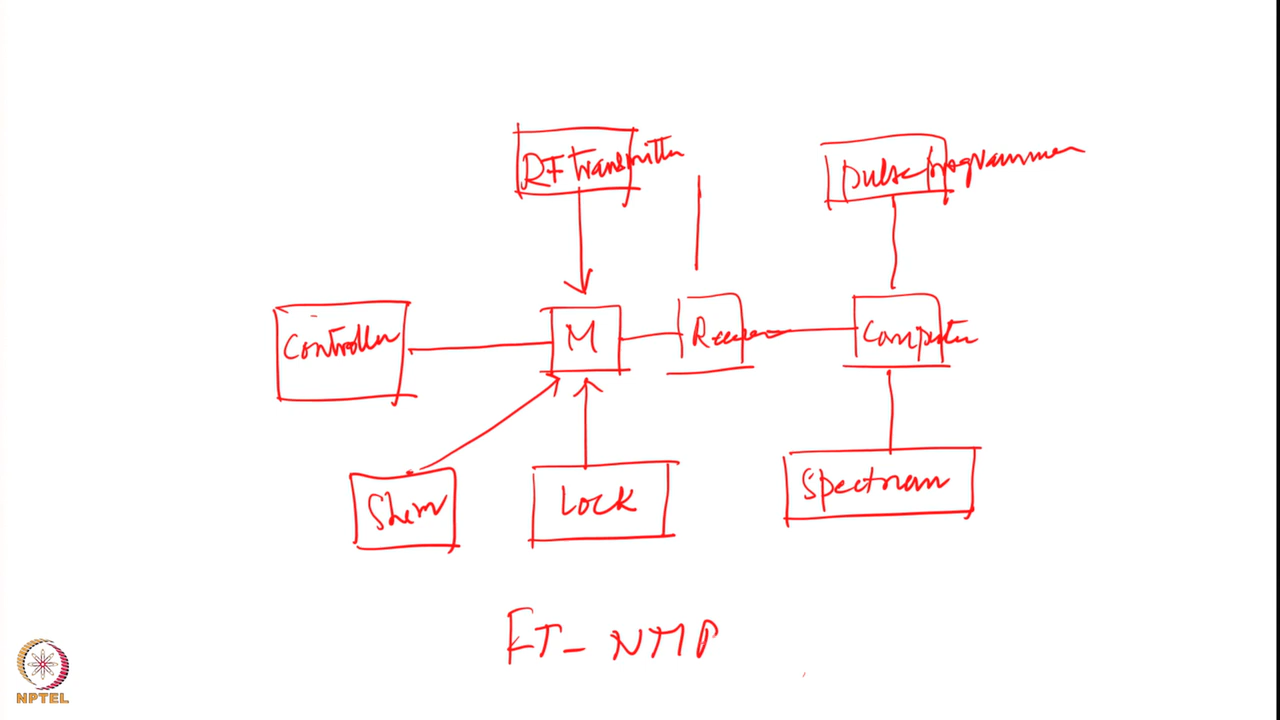 RF Transmitter
Pulse programmer
Controller
M
Receiver
Computer
Shim
Lock
Spectrum
FT-NMR
NPTEL